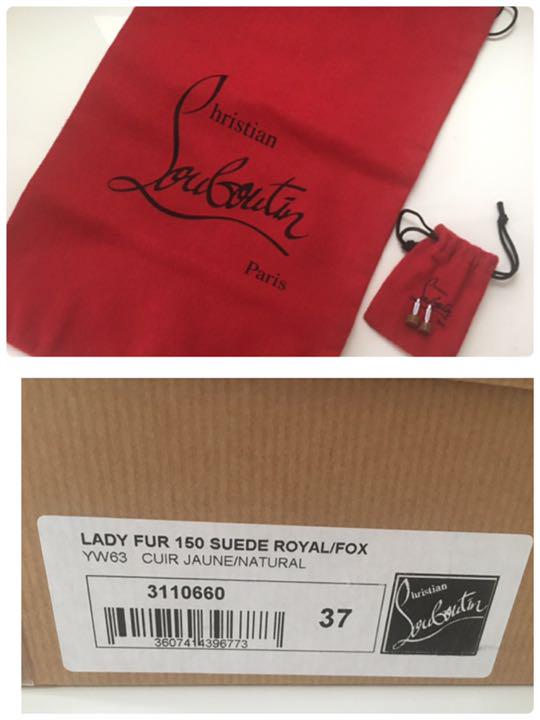 Christian
Louboutin
Paris
LADY FUR 150 SUEDE ROYAL/FOX
YW63 CUIR JAUNE/NATURAL
3110660
37
3607414396773
Christian
Louboutin